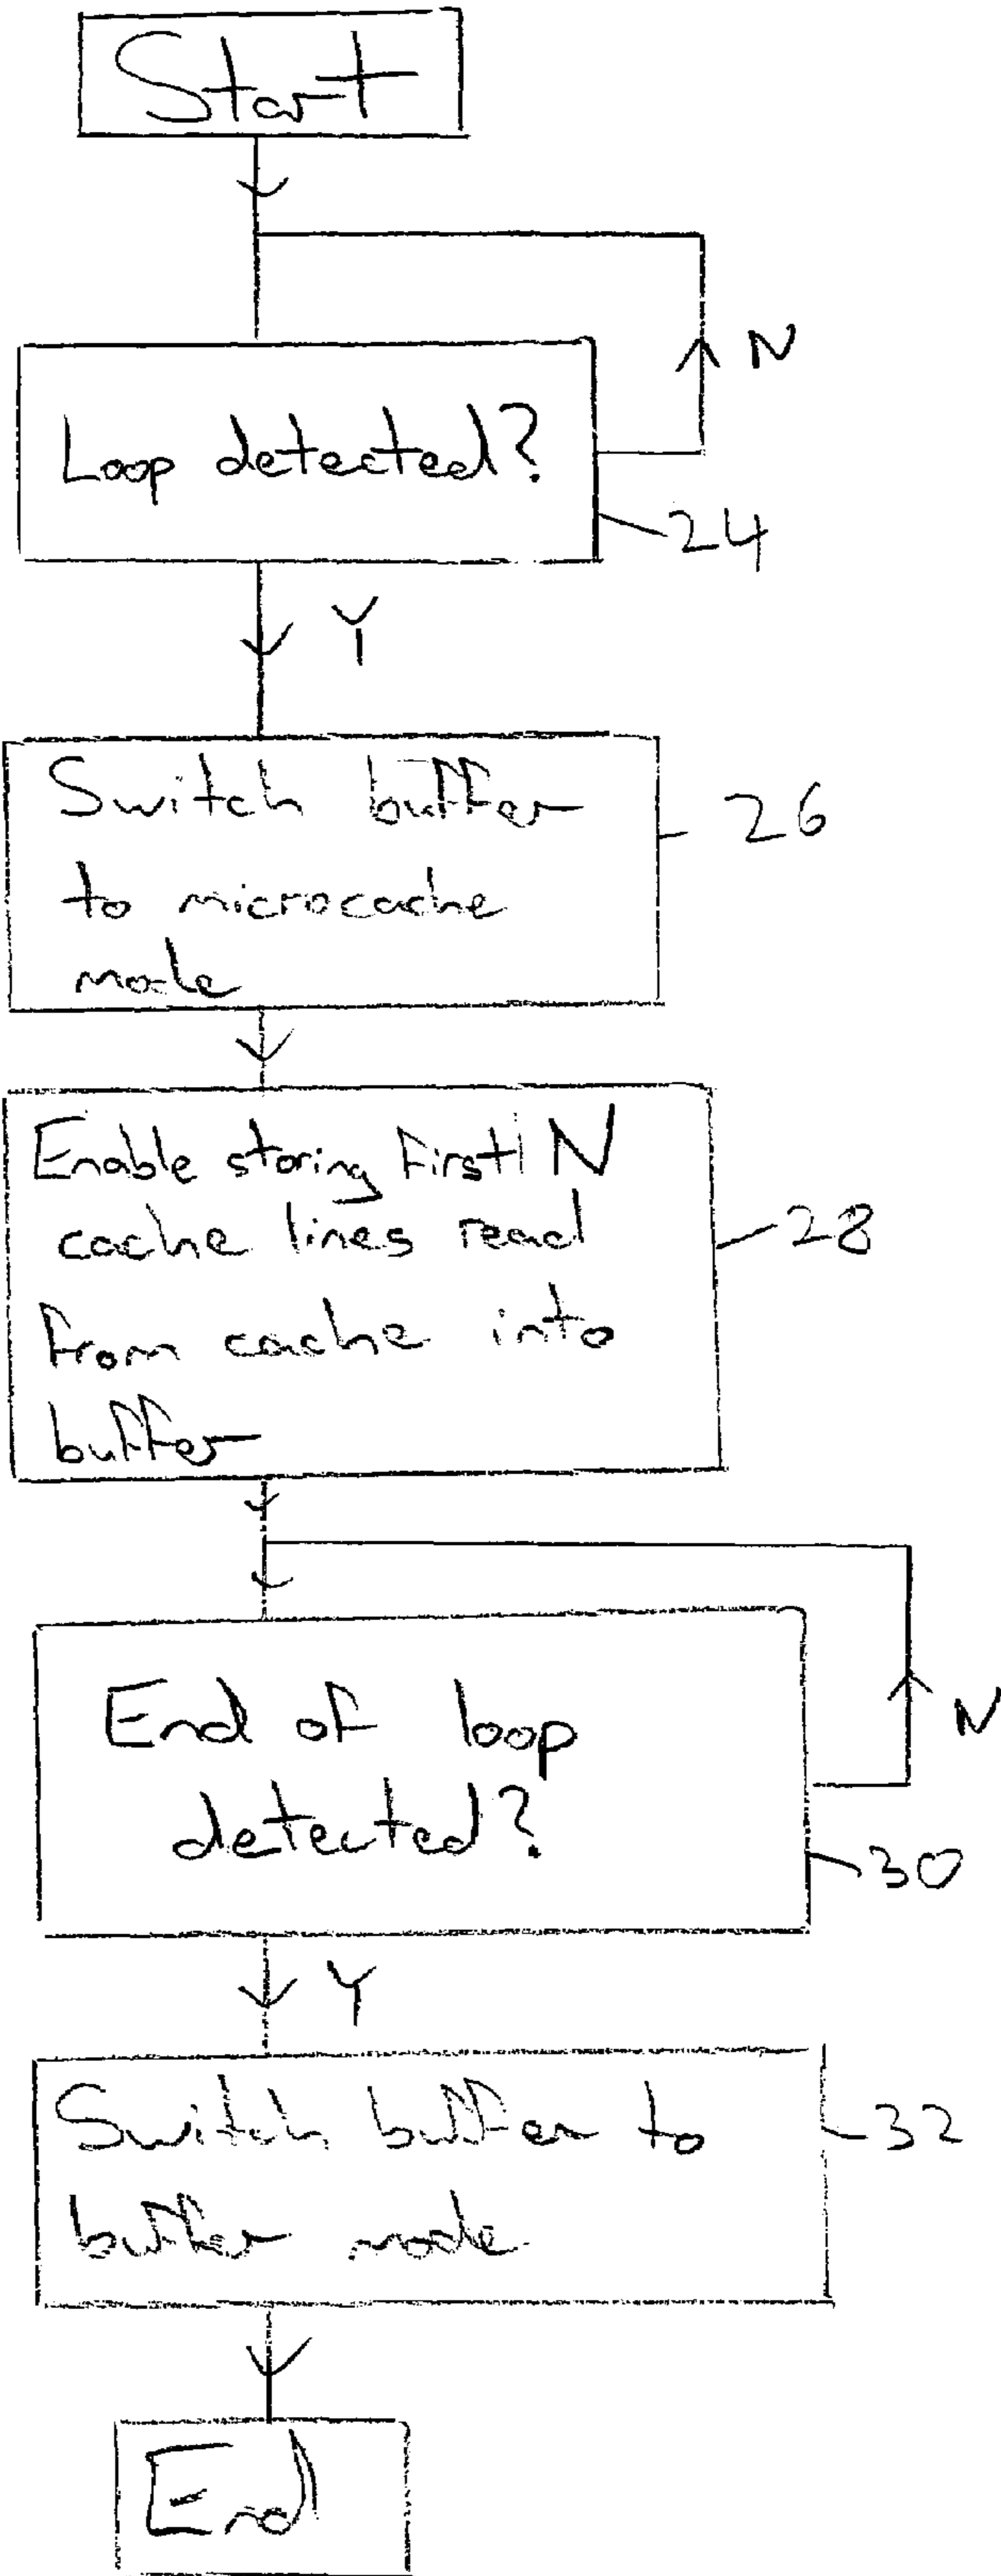 Start
N
Loop detected?
24
Y
Switch buffer
26
to microcache
mode
Enable storing first N
cache lines read
28
from cache into
buffer
End of loop
N
detected?
30
Y
Switch buffer to
32
buffer mode
End